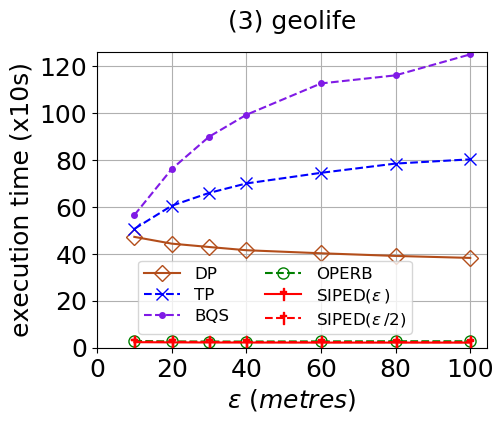 (3) geolife
execution time (x10s)
120
100
80
60
40
20
0
DP
TP
BQS
OPERB
SIPED(ε )
SIPED(ε /2)
0 20 40 60 80 100
ε (metres)